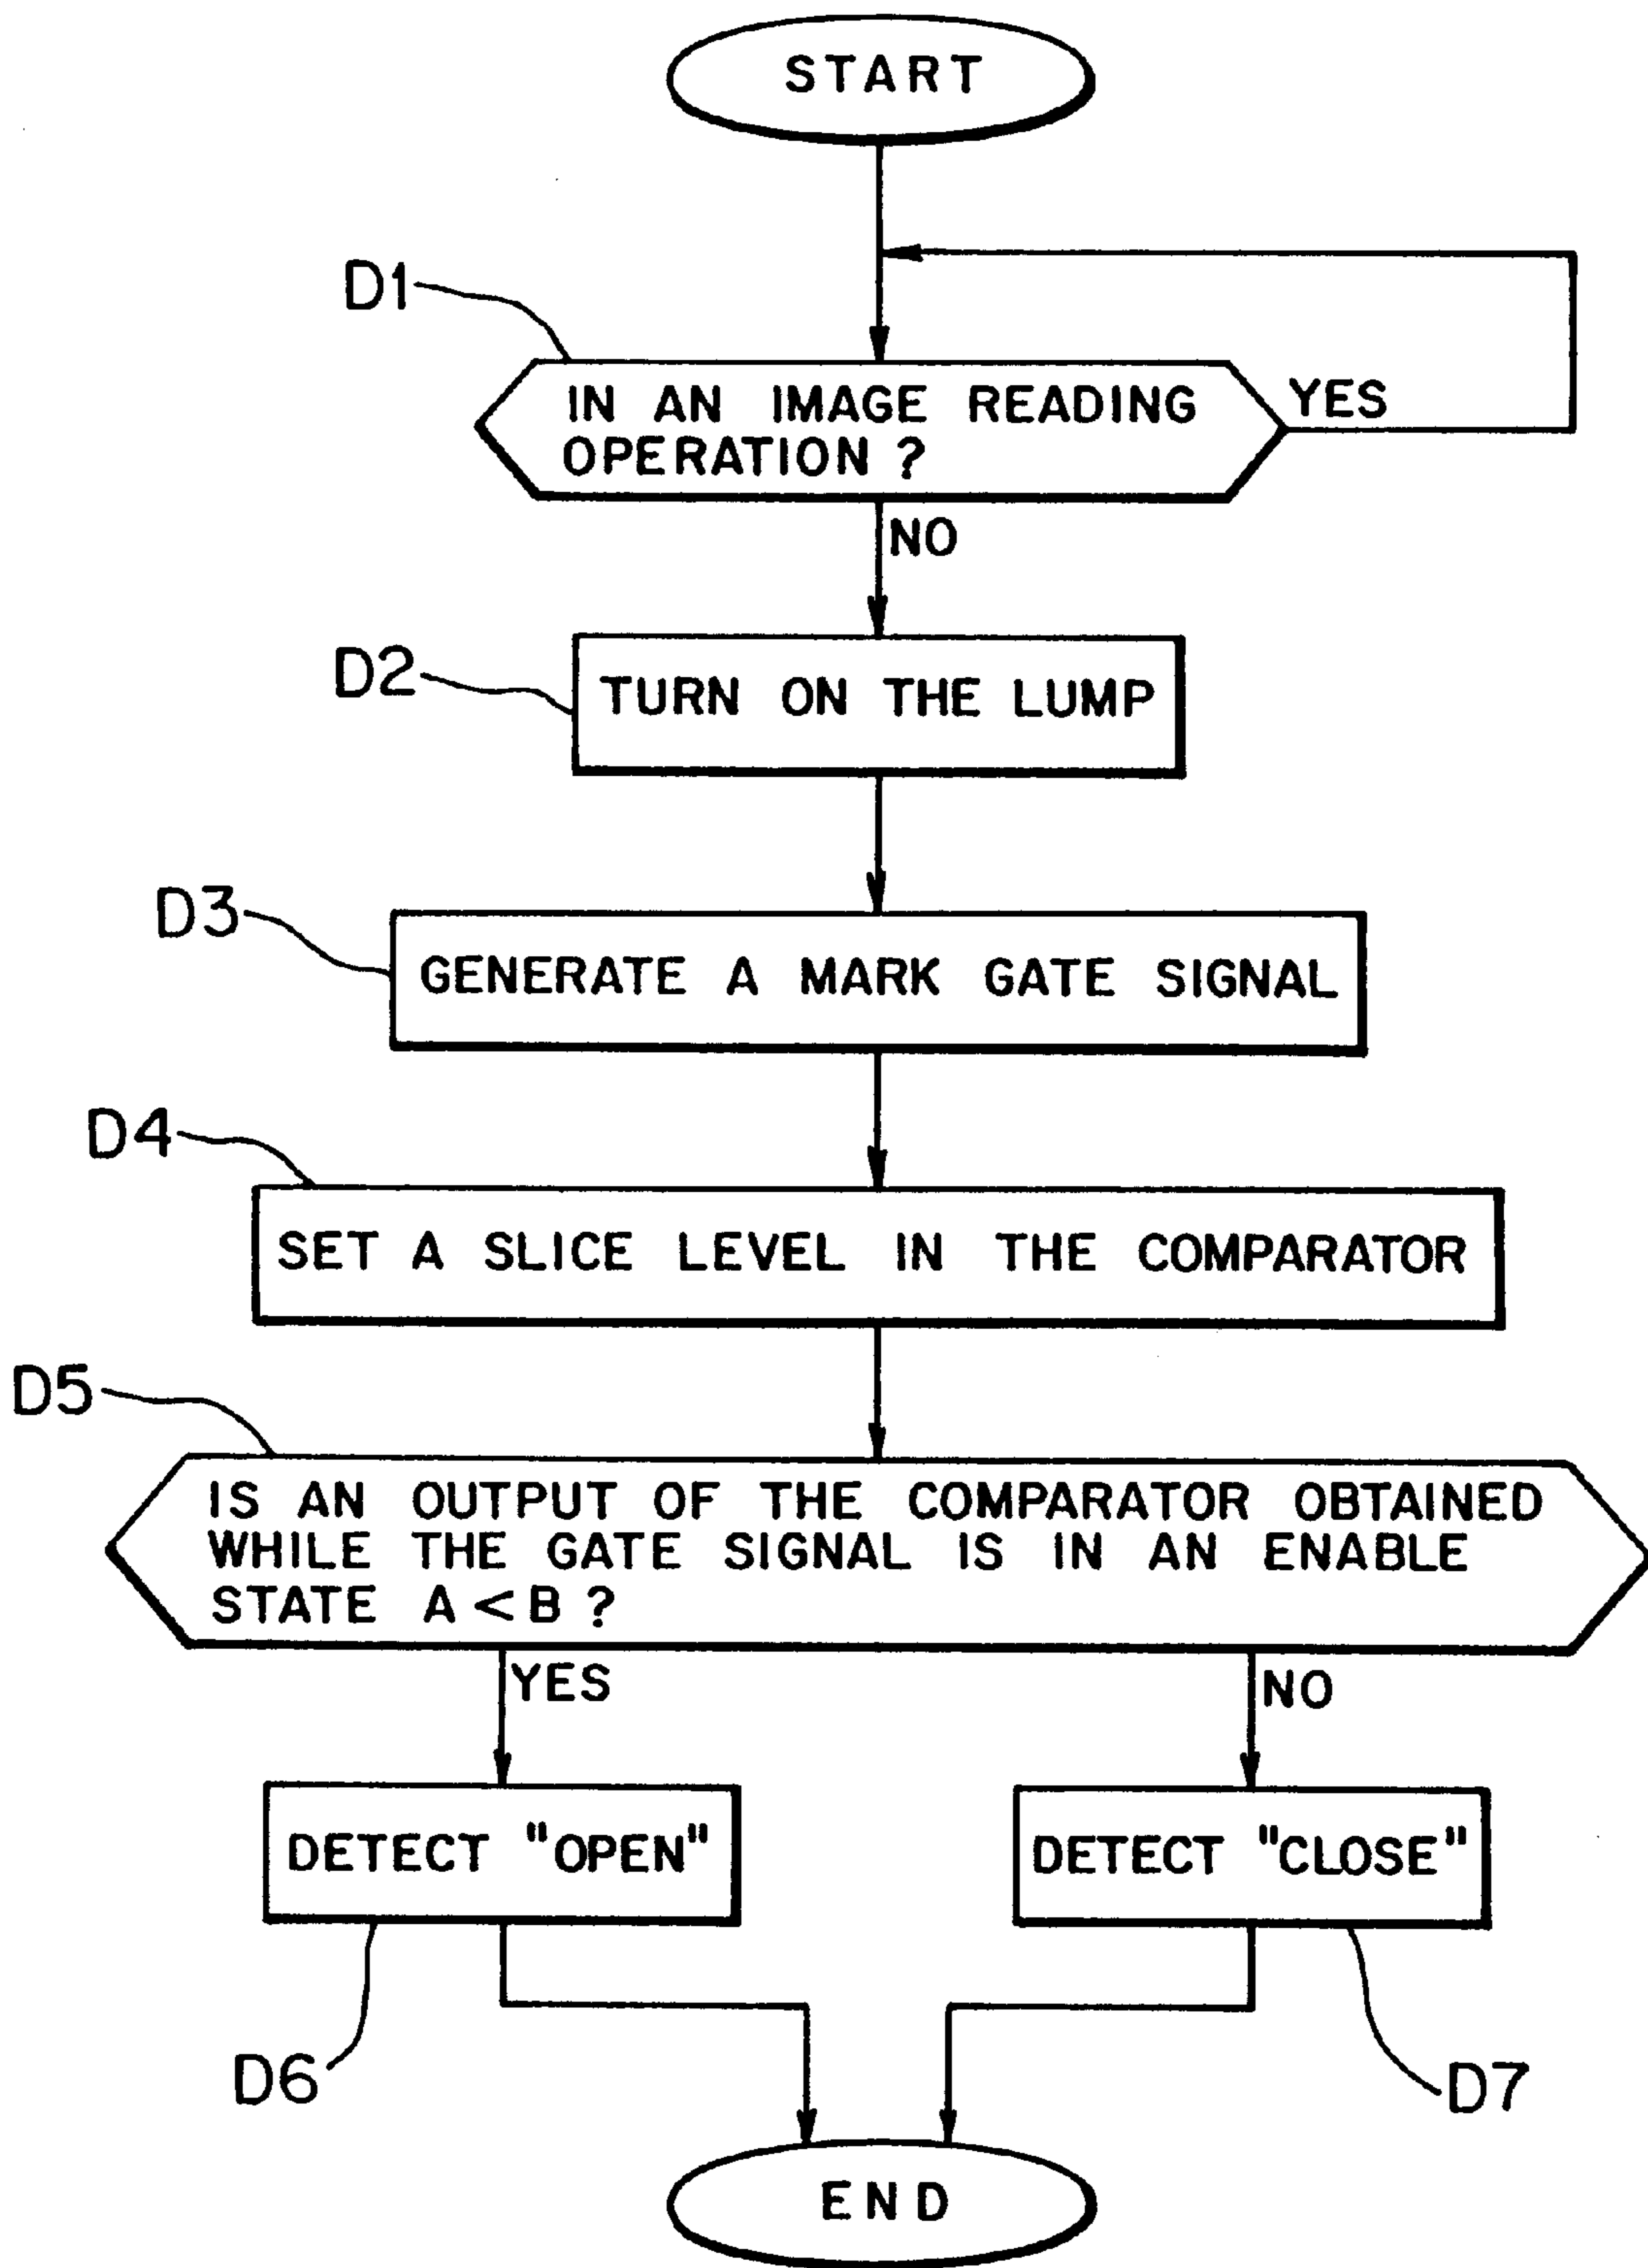 START
D1
IN AN IMAGE READING
OPERATION ?
YES
NO
D2
TURN ON THE LUMP
D3
GENERATE A MARK GATE SIGNAL
D4
SET A SLICE LEVEL IN THE COMPARATOR
D5
IS AN OUTPUT OF THE COMPARATOR OBTAINED
WHILE THE GATE SIGNAL IS IN AN ENABLE
STATE A < B ?
YES
NO
DETECT "OPEN"
DETECT "CLOSE"
D6
D7
END